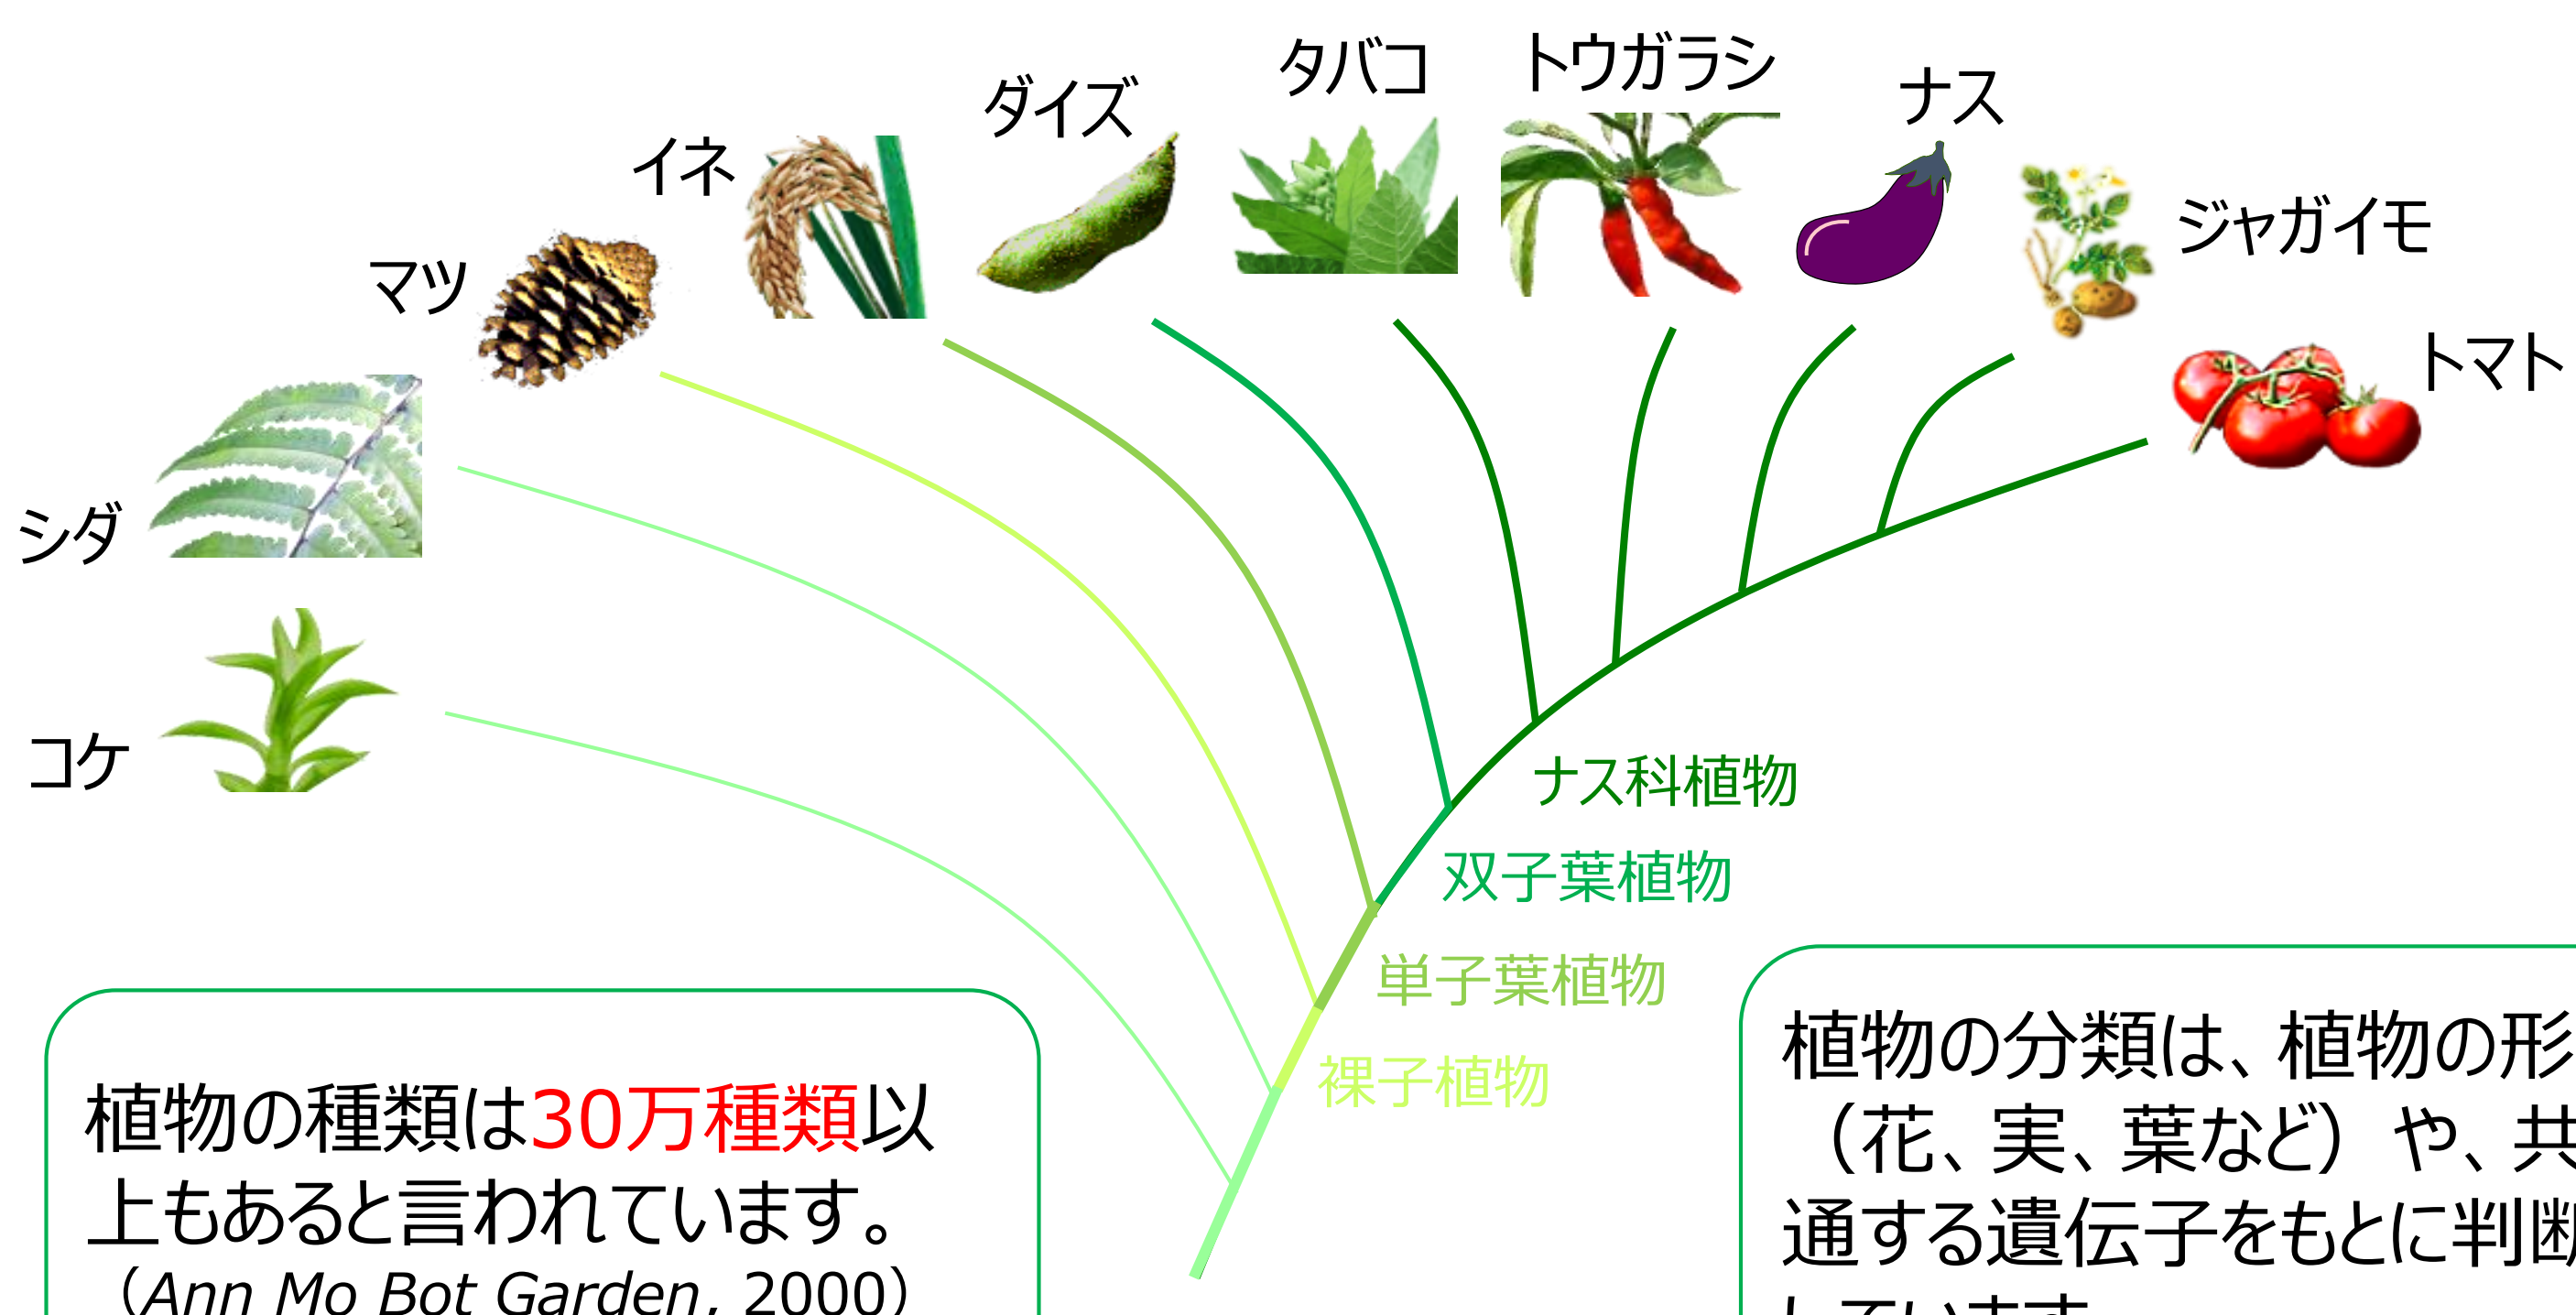 タバコ
トウガラシ
ダイズ
ナス
イネ
ジャガイモ
マツ
トマト
シダ
コケ
ナス科植物
双子葉植物
単子葉植物
裸子植物
植物の種類は30万種類以
上もあると言われています。
（Ann Mo Bot Garden, 2000）
植物の分類は、植物の形
（花、実、葉など）や、共
通する遺伝子をもとに判断
しています